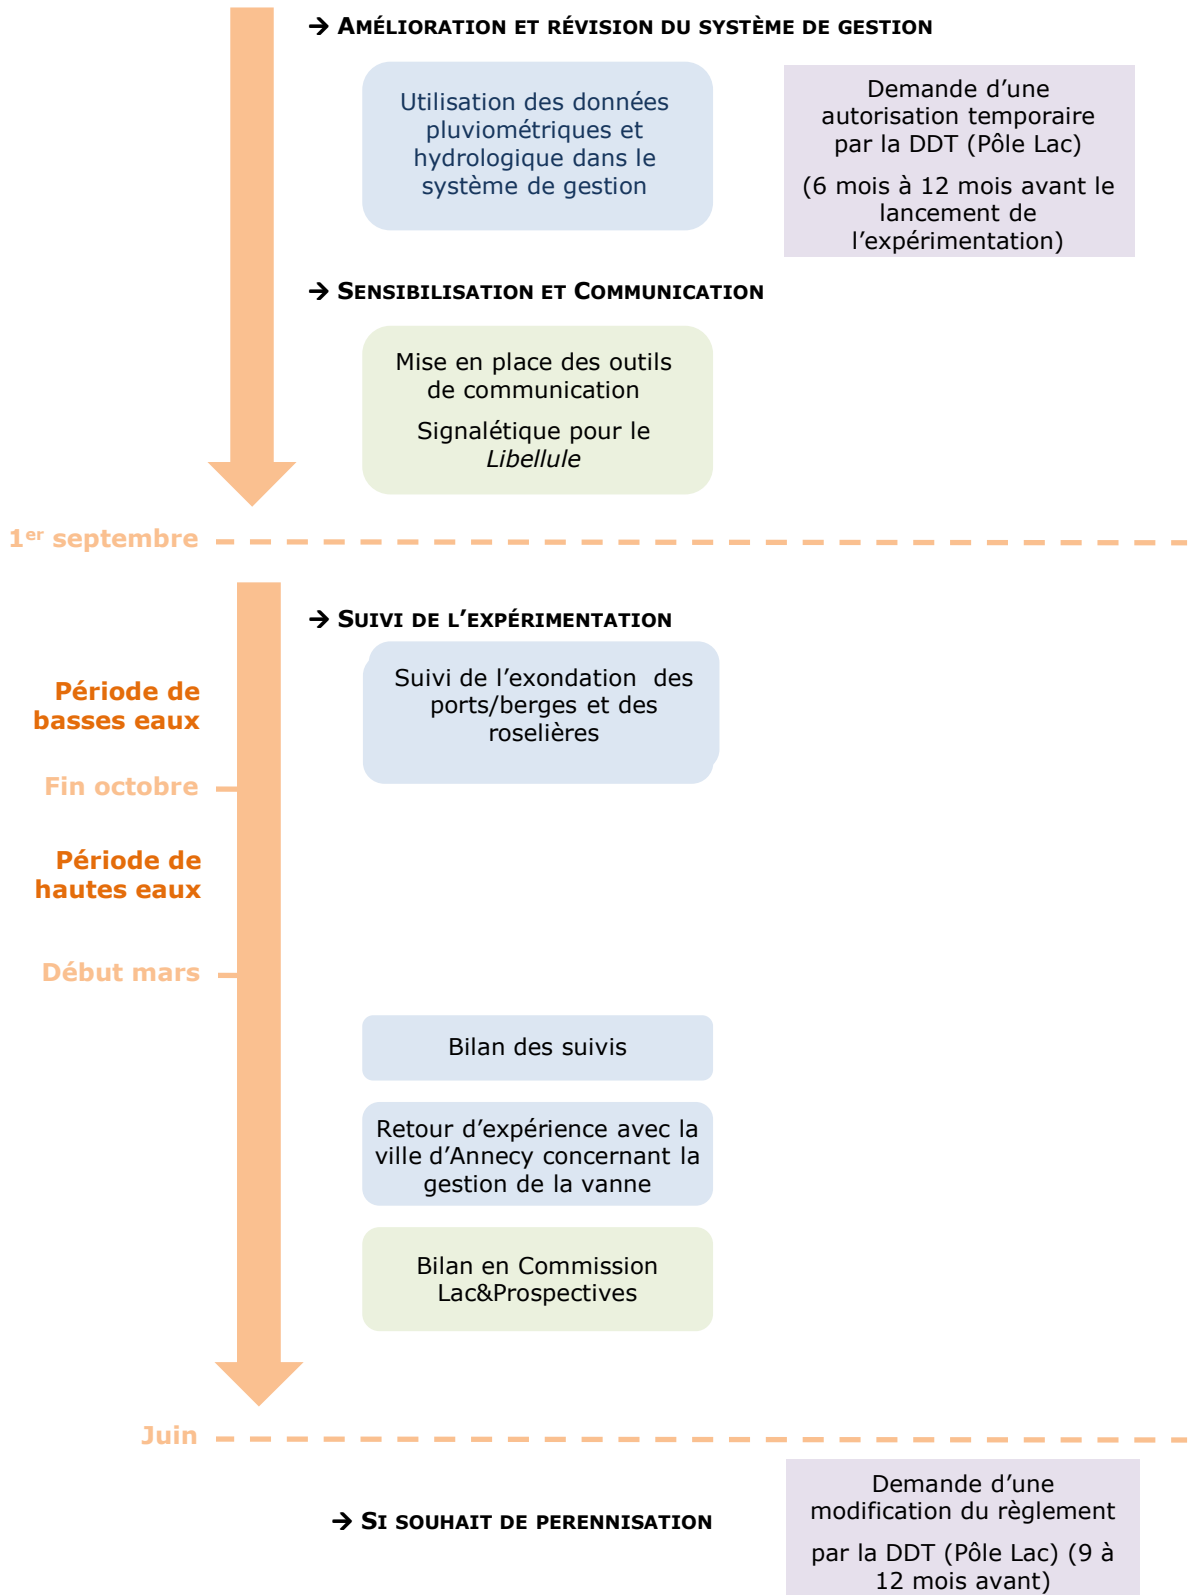 → AMÉLIORATION ET RÉVISION DU SYSTÈME DE GESTION
Utilisation des données
pluviométriques et
hydrologique dans le
système de gestion
Demande d’une
autorisation temporaire
par la DDT (Pôle Lac)
(6 mois à 12 mois avant le
lancement de
l’expérimentation)
→ SENSIBILISATION ET COMMUNICATION
Mise en place des outils
de communication
Signalétique pour le
Libellule
1er septembre
→ SUIVI DE L’EXPÉRIMENTATION
Suivi de l’exondation des
ports/berges et des
roselières
Période de
basses eaux
Fin octobre
Période de
hautes eaux
Début mars
Bilan des suivis
Retour d’expérience avec la
ville d’Annecy concernant la
gestion de la vanne
Bilan en Commission
Lac&Prospectives
Juin
→ SI SOUHAIT DE PERENNISATION
Demande d’une
modification du règlement
par la DDT (Pôle Lac) (9 à
12 mois avant)